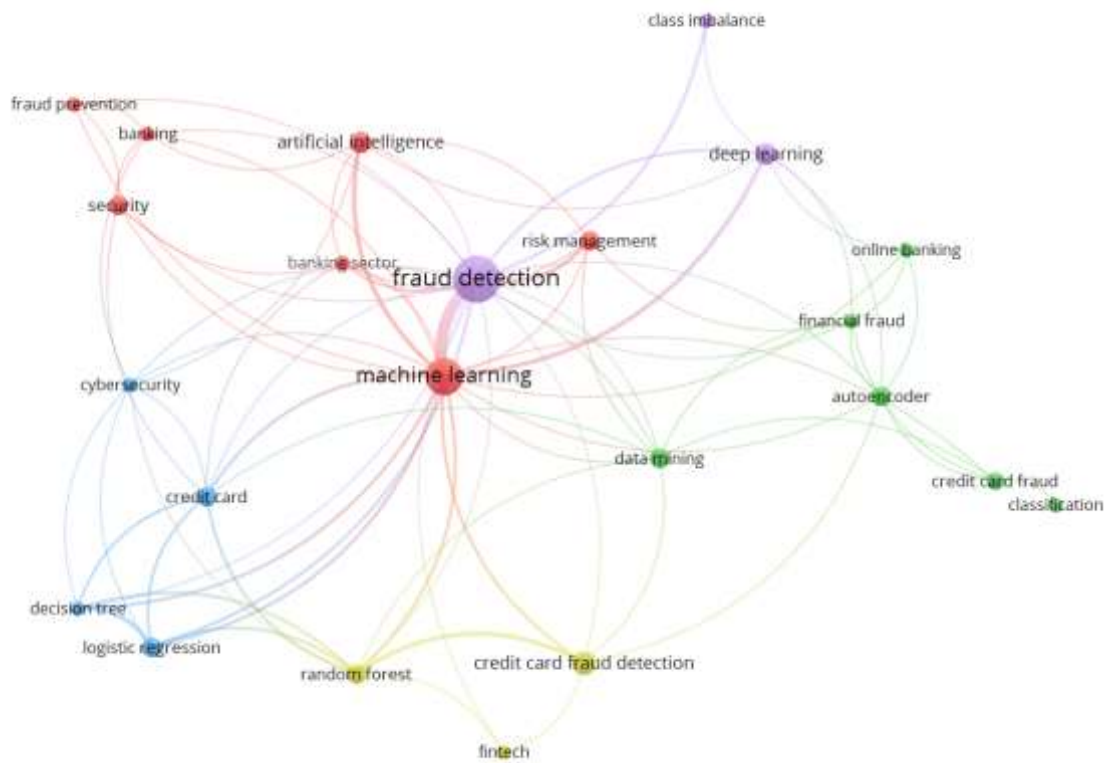 class imbalance
fraud prevention
banking
artificial intelligence
deep learning
security
risk management
online banking
banking sector
fraud detection
financial fraud
machine learning
cybersecurity
autoencoder
data mining
credit card fraud
credit card
classification
decision tree
logistic regression
credit card fraud detection
random forest
fintech